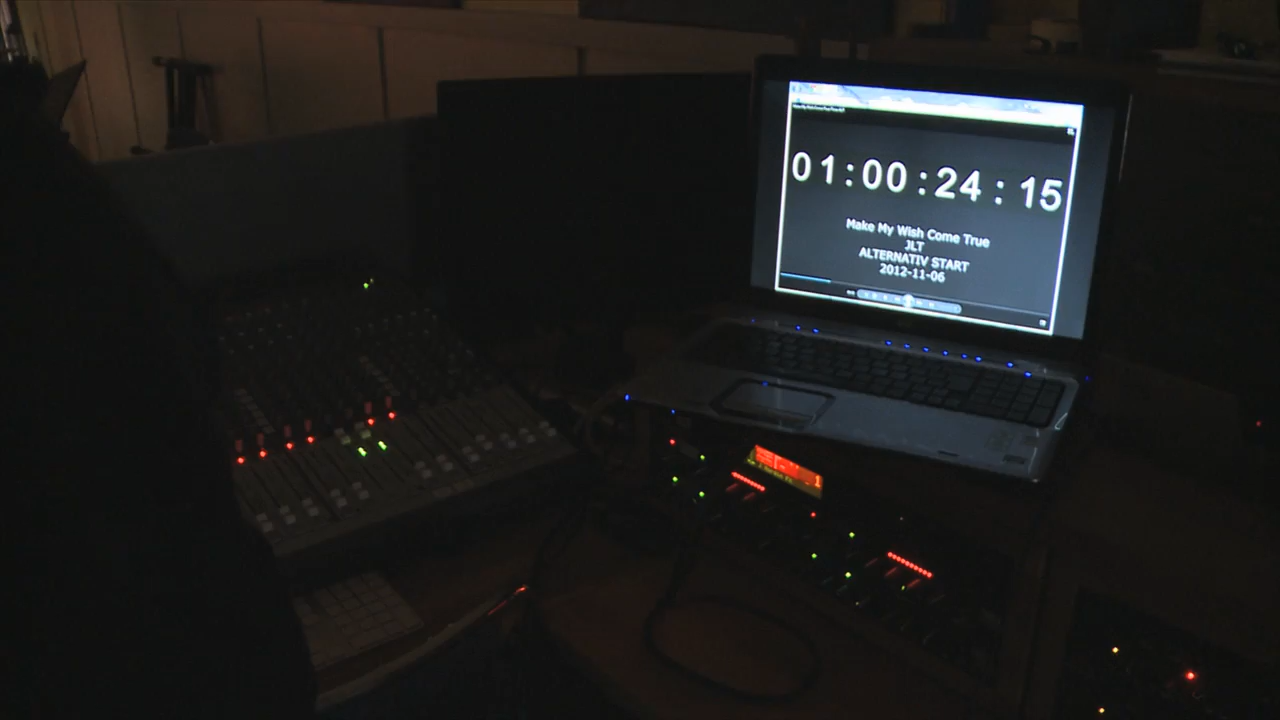 01:00:24:15
Make My Wish Come True
JLT
ALTERNATIV START
2012-11-06